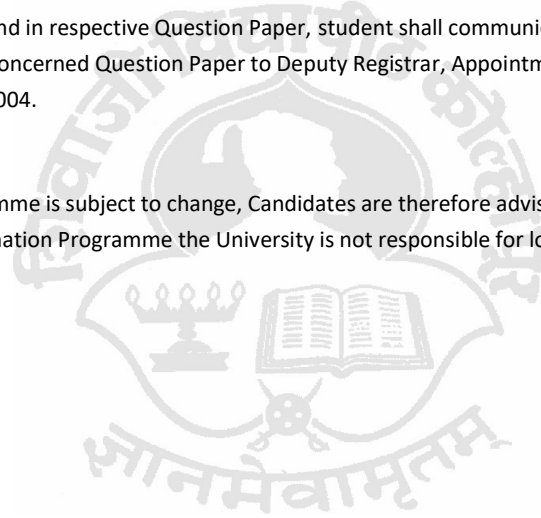 nd in respective Question Paper, student shall communi
oncerned Question Paper to Deputy Registrar, Appointm
004.
mme is subject to change, Candidates are therefore advis
nation Programme the University is not responsible for lo
शिवाजी विद्यापीठ कोल्हापूर
ज्ञानमेवामृतम्